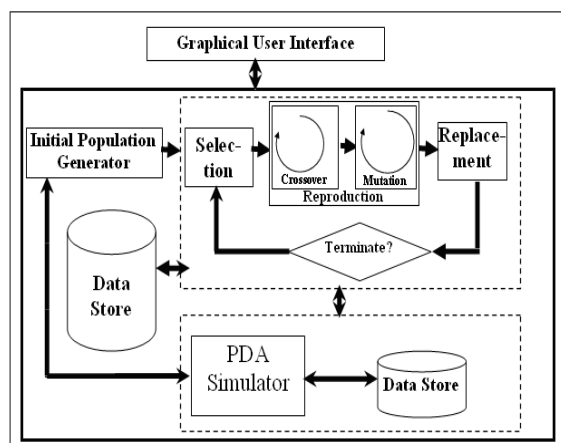 Graphical User Interface
Initial Population
Generator
Selec-
tion
Crossover
Mutation
Reproduction
Replace-
ment
Terminate?
Data
Store
PDA
Simulator
Data Store